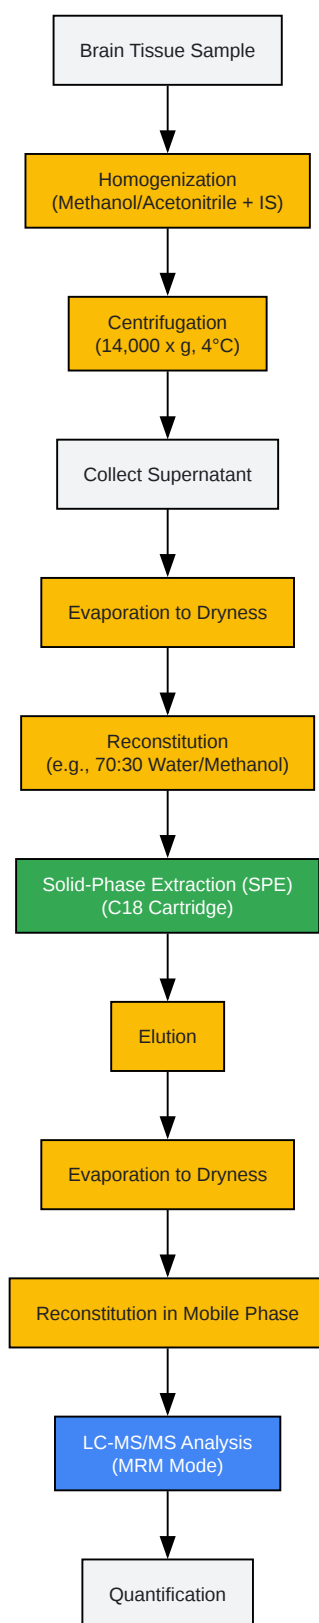 Brain Tissue Sample
Homogenization
(Methanol/Acetonitrile + IS)
Centrifugation
(14,000 x g, 4°C)
Collect Supernatant
Evaporation to Dryness
Reconstitution
(e.g., 70:30 Water/Methanol)
Solid-Phase Extraction (SPE)
(C18 Cartridge)
Elution
Evaporation to Dryness
Reconstitution in Mobile Phase
LC-MS/MS Analysis
(MRM Mode)
Quantification